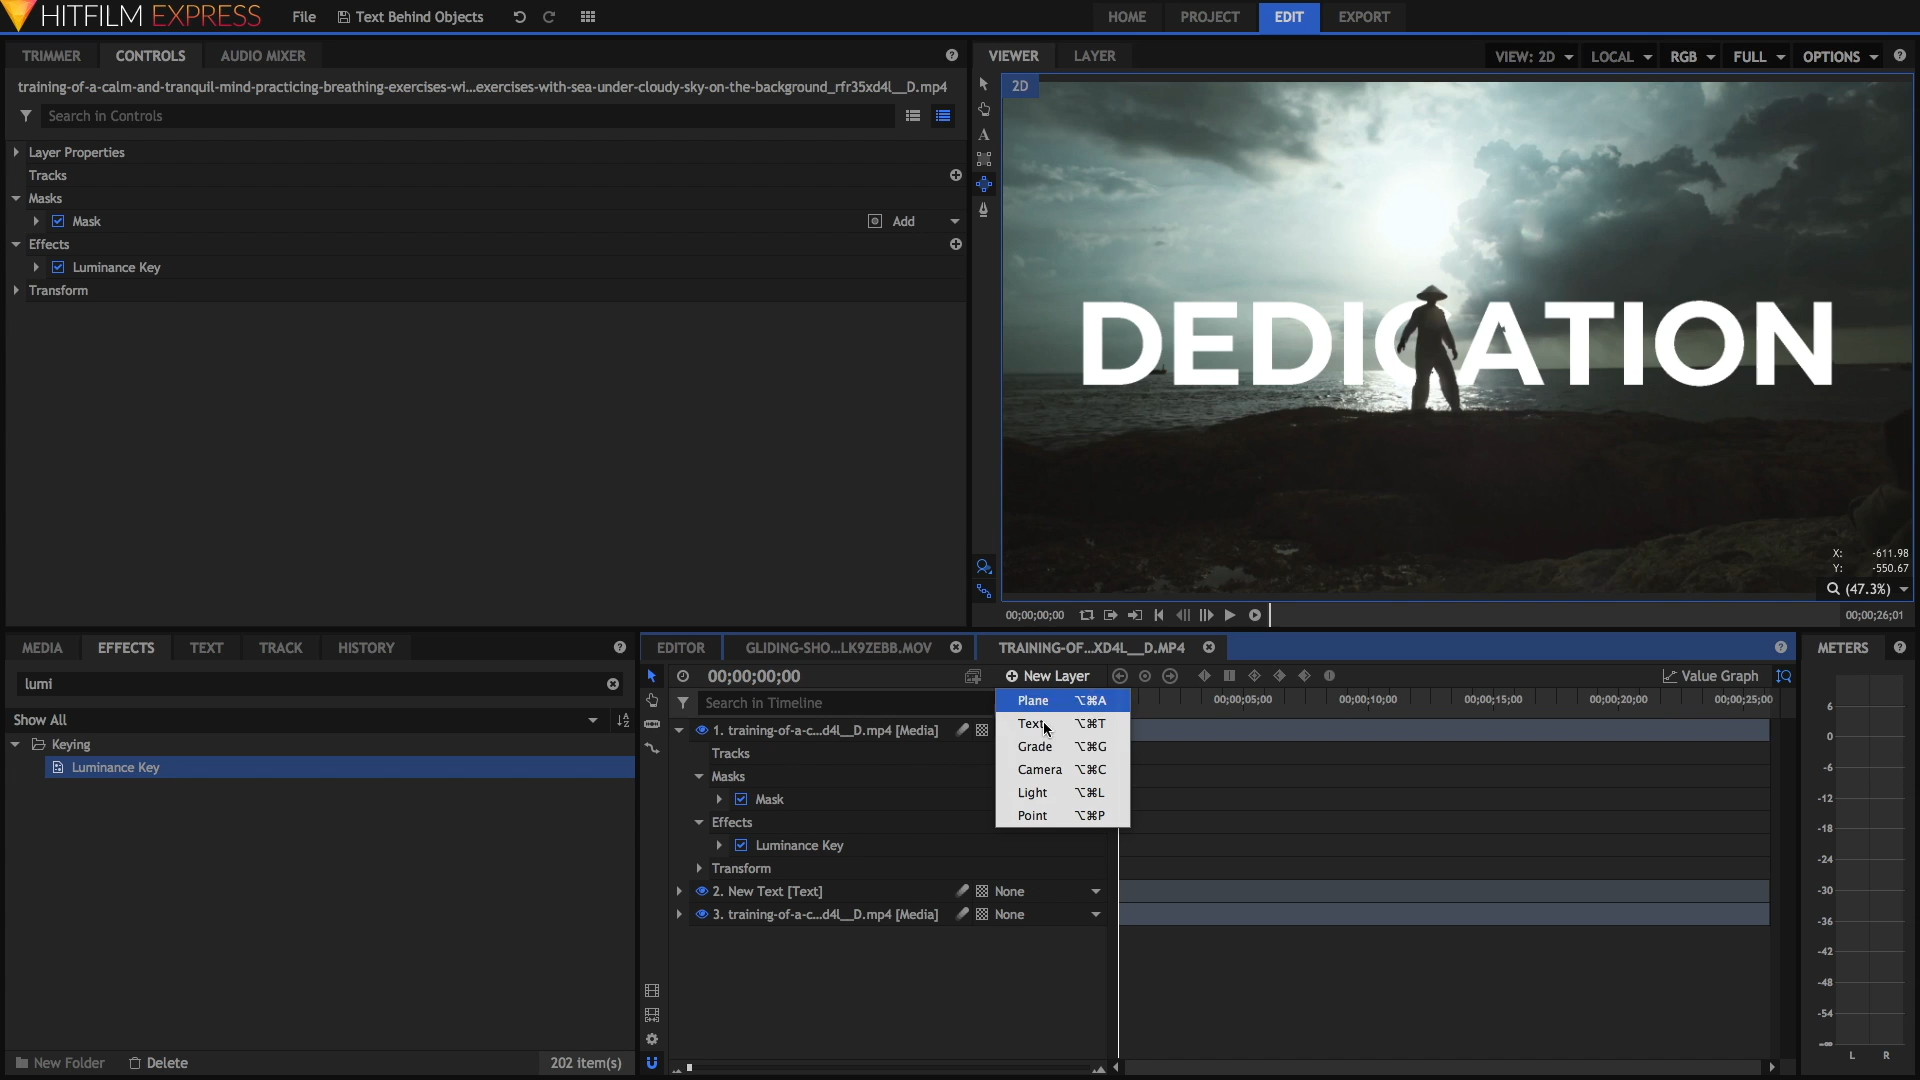 HITFILM EXPRESS File Text Behind Objects HOME PROJECT EDIT EXPORT
TRIMMER CONTROLS AUDIO MIXER
training-of-a-calm-and-tranquil-mind-practicing-breathing-exercises-wi...exercises-with-sea-under-cloudy-sky-on-the-background_rfr35xd4l__D.mp4
Search in Controls
Layer Properties
Tracks
Masks
Mask Add
Effects
Luminance Key
Transform
VIEWER LAYER VIEW: 2D LOCAL RGB FULL OPTIONS
2D
DEDICATION
X: -611.98
Y: -550.67
(47.3%)
00;00;00;00 00;00;26;01
MEDIA EFFECTS TEXT TRACK HISTORY
lumi
Show All
Keying
Luminance Key
New Folder Delete 202 item(s)
EDITOR GLIDING-SHO...LK9ZEBB.MOV TRAINING-OF...XD4L__D.MP4
00;00;00;00 New Layer Value Graph
Search in Timeline
00;00;05;00 00;00;10;00 00;00;15;00 00;00;20;00 00;00;25;00
Plane ⌥⌘A
Text ⌥⌘T
Grade ⌥⌘G
Camera ⌥⌘C
Light ⌥⌘L
Point ⌥⌘P
1. training-of-a-c...d4l__D.mp4 [Media]
Tracks
Masks
Mask
Effects
Luminance Key
Transform
2. New Text [Text] None
3. training-of-a-c...d4l__D.mp4 [Media] None
METERS
6
0
-6
-12
-18
-24
-30
-36
-42
-48
-54
-∞
L R